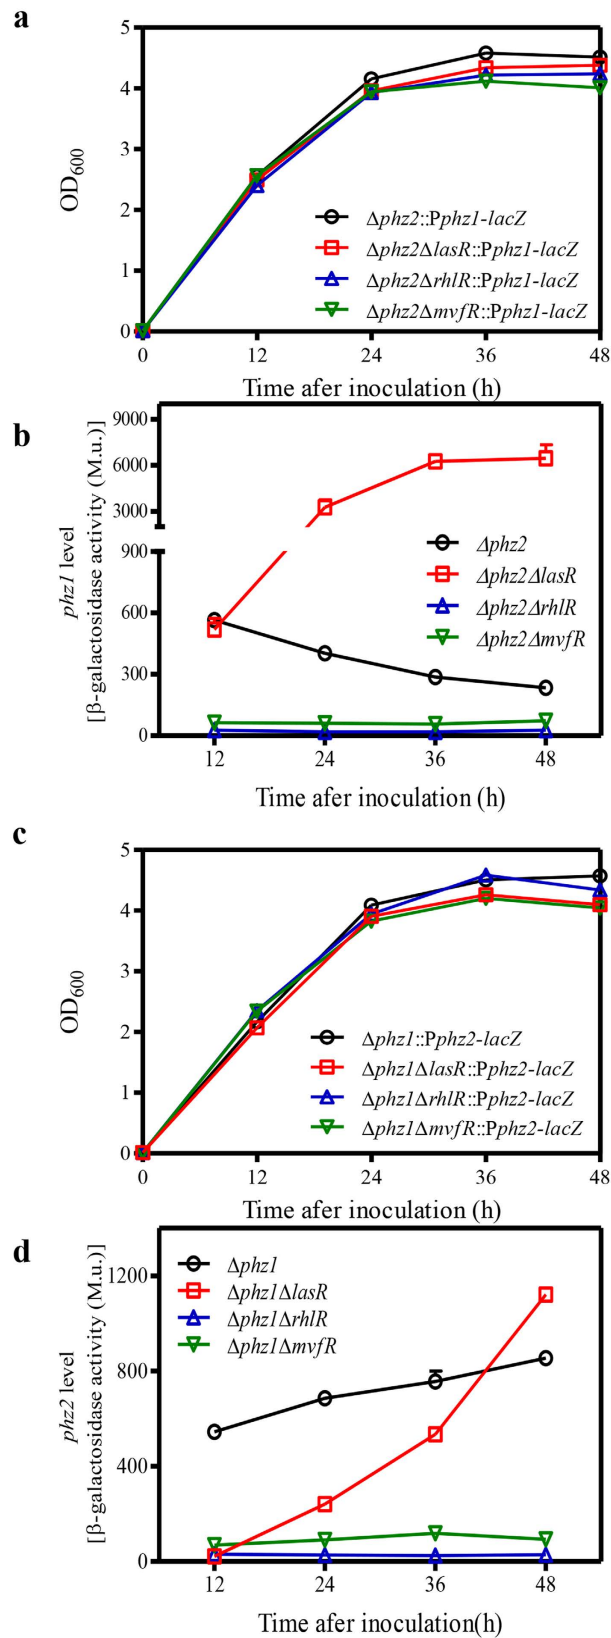 a
5
4
3
2
1
0
OD600
Δphz2::Pphz1-lacZ
Δphz2ΔlasR::Pphz1-lacZ
Δphz2ΔrhlR::Pphz1-lacZ
Δphz2ΔmvfR::Pphz1-lacZ
0 12 24 36 48
Time afer inoculation (h)
b
9000
6000
3000
900
600
300
0
phz1 level
[β-galactosidase activity (M.u.)]
Δphz2
Δphz2ΔlasR
Δphz2ΔrhlR
Δphz2ΔmvfR
12 24 36 48
Time afer inoculation (h)
c
5
4
3
2
1
0
OD600
Δphz1::Pphz2-lacZ
Δphz1ΔlasR::Pphz2-lacZ
Δphz1ΔrhlR::Pphz2-lacZ
Δphz1ΔmvfR::Pphz2-lacZ
0 12 24 36 48
Time afer inoculation (h)
d
1200
800
400
0
phz2 level
[β-galactosidase activity (M.u.)]
Δphz1
Δphz1ΔlasR
Δphz1ΔrhlR
Δphz1ΔmvfR
12 24 36 48
Time afer inoculation(h)